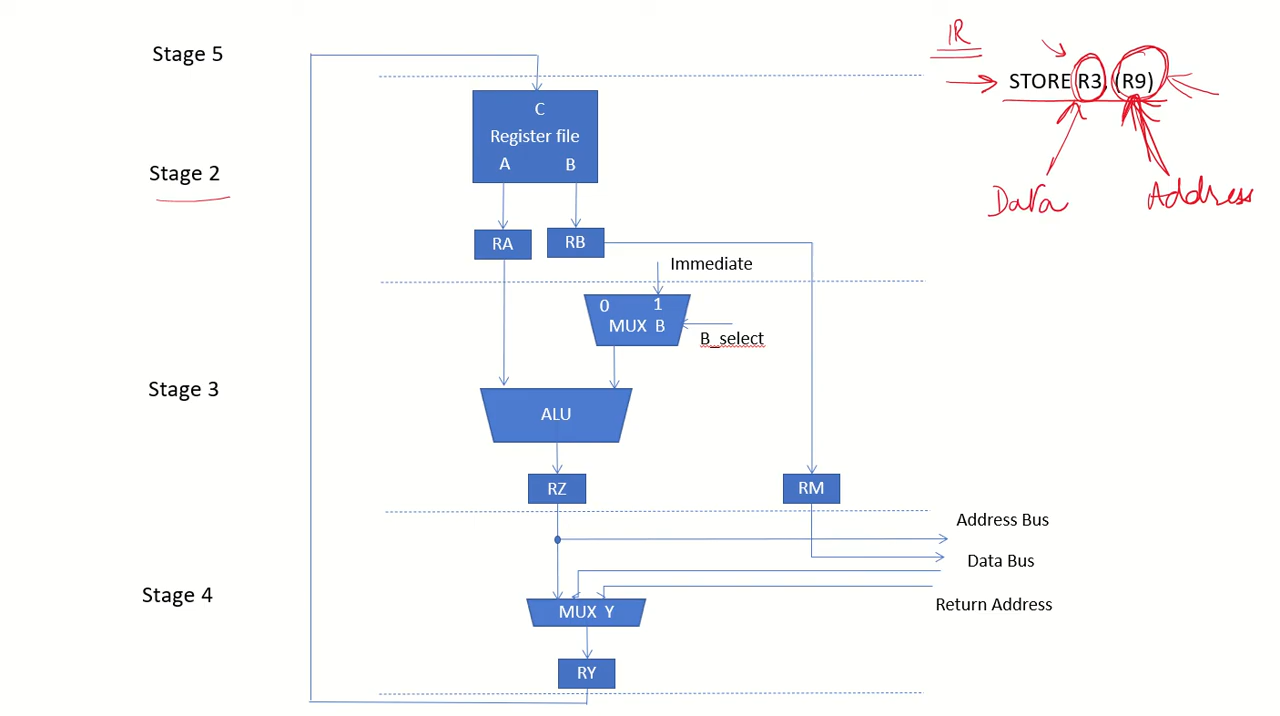 Stage 5
IR
STORE R3, (R9)
C
Register file
A B
Stage 2
Data
Address
RA
RB
Immediate
0 1
MUX B
B_select
Stage 3
ALU
RZ
RM
Address Bus
Data Bus
Stage 4
Return Address
MUX Y
RY